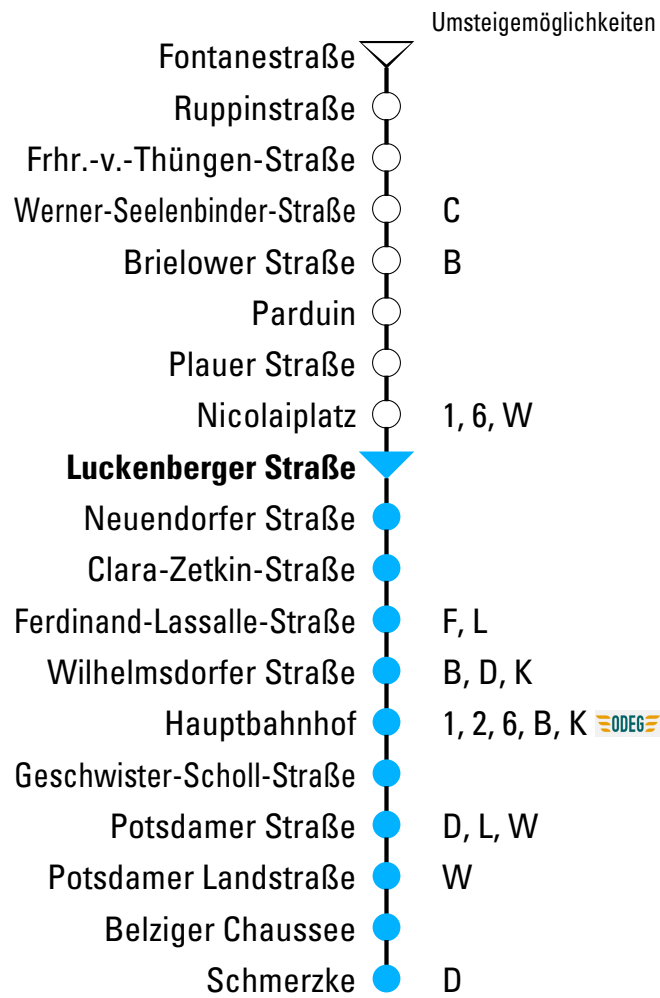 Umsteigemöglichkeiten
Fontanestraße
Ruppinstraße
Frhr.-v.-Thüngen-Straße
Werner-Seelenbinder-Straße C
Brielower Straße B
Parduin
Plauer Straße
Nicolaiplatz 1, 6, W
Luckenberger Straße
Neuendorfer Straße
Clara-Zetkin-Straße
Ferdinand-Lassalle-Straße F, L
Wilhelmsdorfer Straße B, D, K
Hauptbahnhof 1, 2, 6, B, K ODEG
Geschwister-Scholl-Straße
Potsdamer Straße D, L, W
Potsdamer Landstraße W
Belziger Chaussee
Schmerzke D